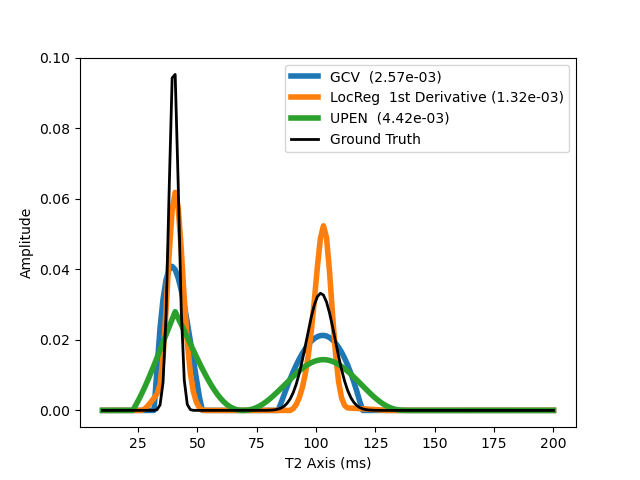 0.10
0.08
0.06
0.04
0.02
0.00
Amplitude
GCV (2.57e-03)
LocReg 1st Derivative (1.32e-03)
UPEN (4.42e-03)
Ground Truth
25 50 75 100 125 150 175 200
T2 Axis (ms)